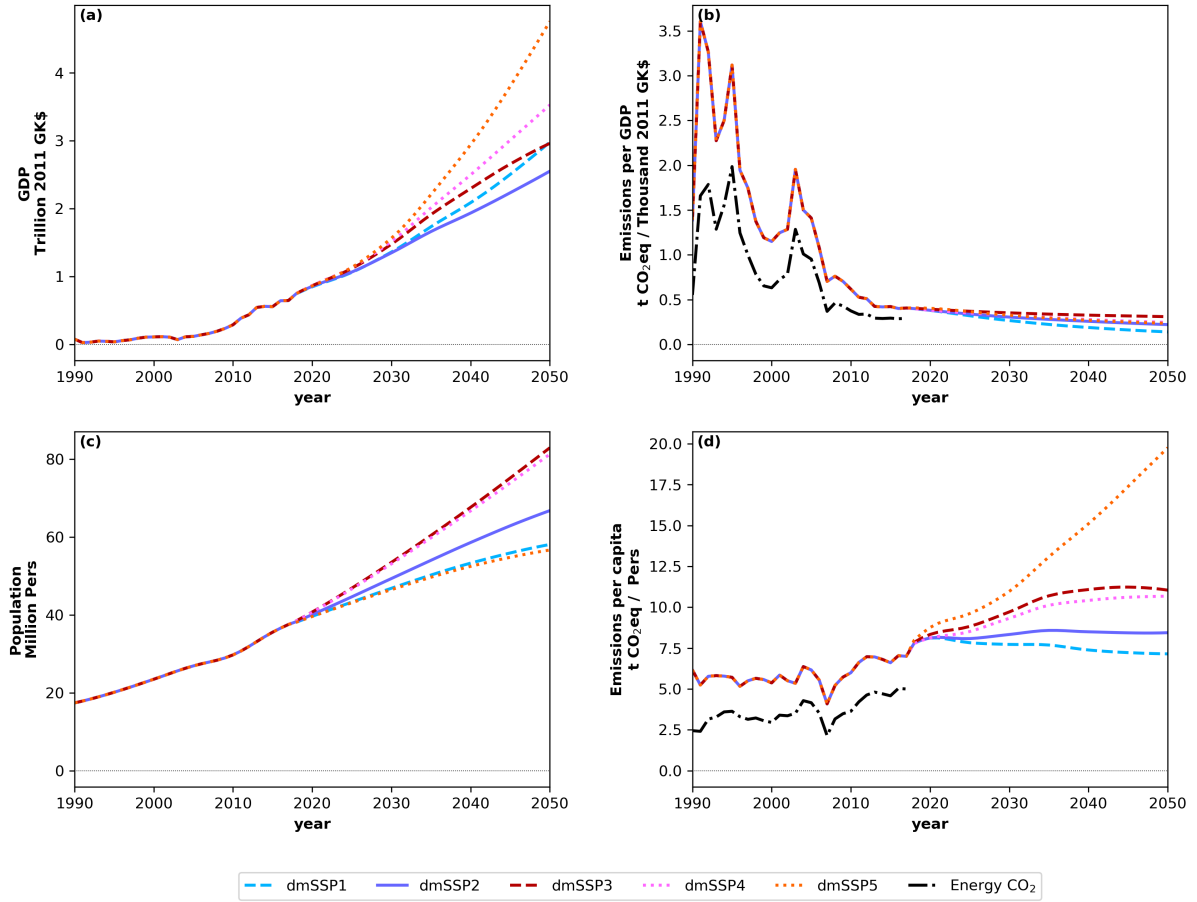 (a)
GDP
Trillion 2011 GK$
4
3
2
1
0
1990 2000 2010 2020 2030 2040 2050
year
(b)
Emissions per GDP
t CO₂eq / Thousand 2011 GK$
3.5
3.0
2.5
2.0
1.5
1.0
0.5
0.0
1990 2000 2010 2020 2030 2040 2050
year
(c)
Population
Million Pers
80
60
40
20
0
1990 2000 2010 2020 2030 2040 2050
year
(d)
Emissions per capita
t CO₂eq / Pers
20.0
17.5
15.0
12.5
10.0
7.5
5.0
2.5
0.0
1990 2000 2010 2020 2030 2040 2050
year
dmSSP1 dmSSP2 dmSSP3 dmSSP4 dmSSP5 Energy CO₂